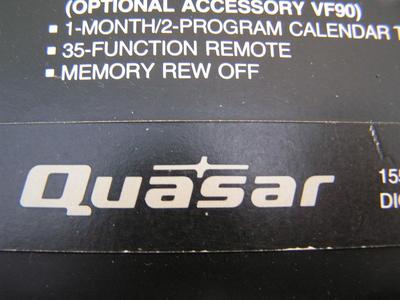 (OPTIONAL ACCESSORY VF90)
▪ 1-MONTH/2-PROGRAM CALENDAR
▪ 35-FUNCTION REMOTE
▪ MEMORY REW OFF
Quasar